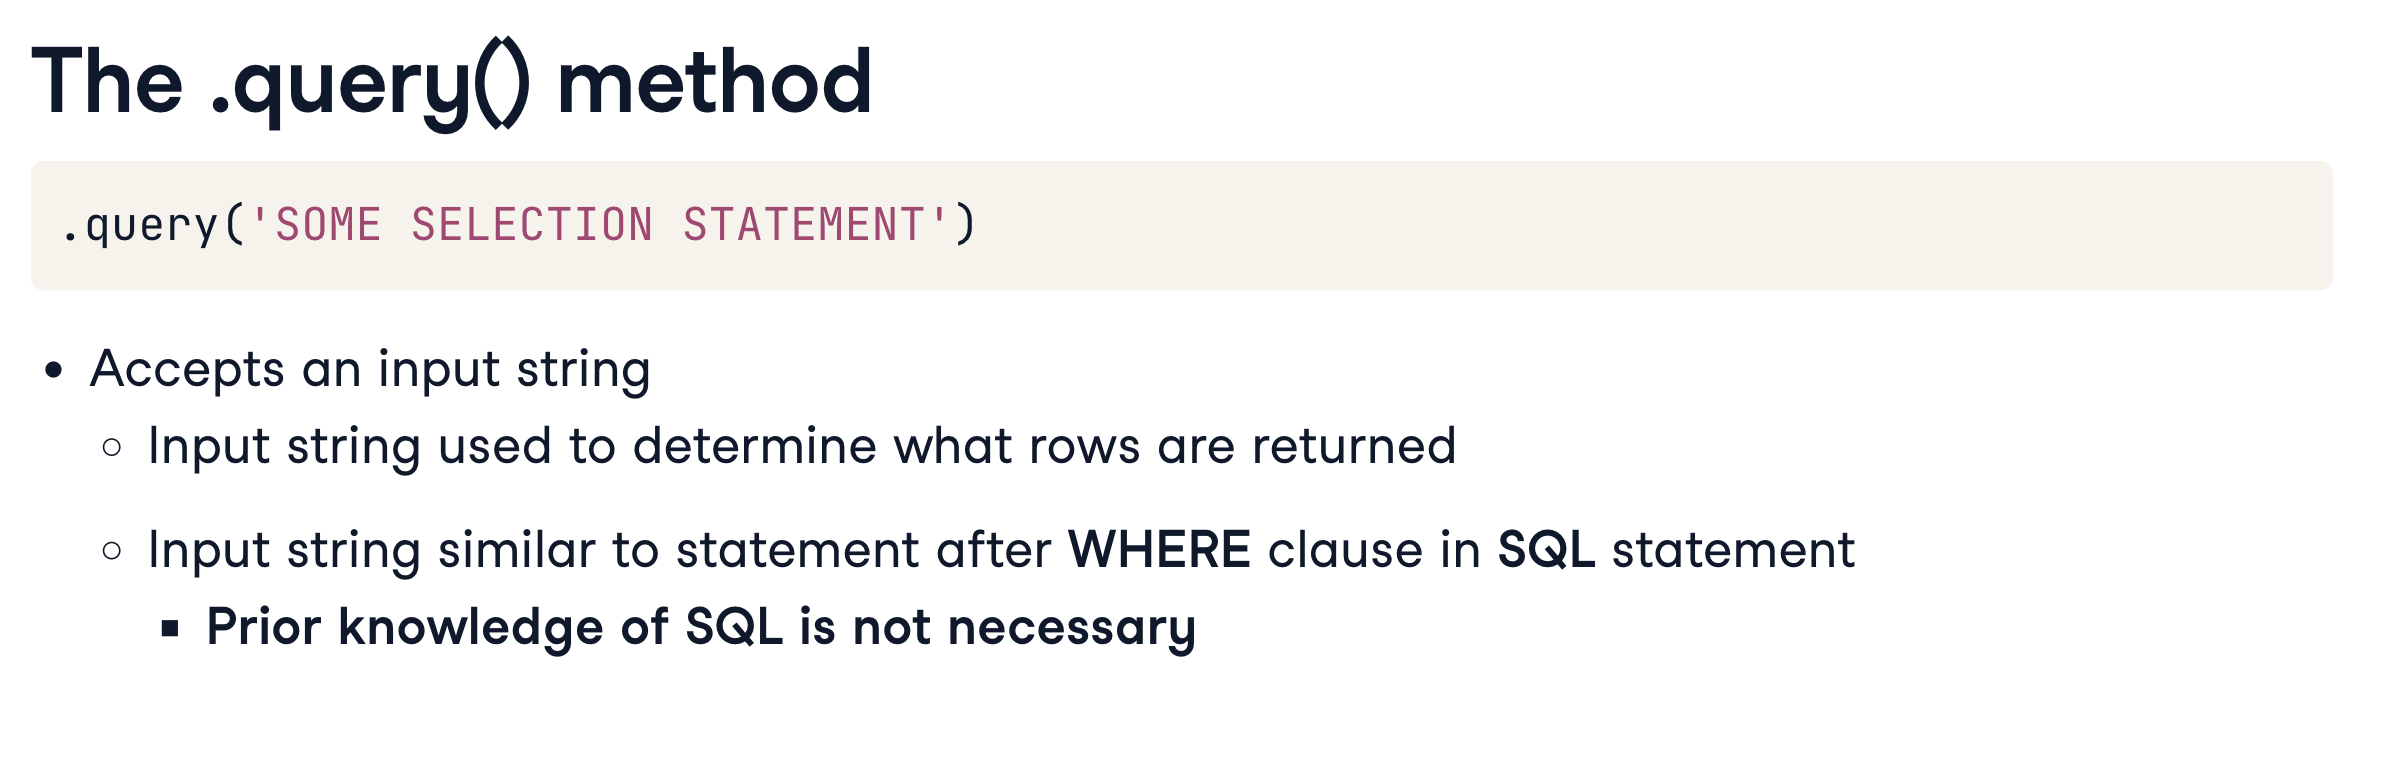 The .query() method
.query('SOME SELECTION STATEMENT')
• Accepts an input string
○ Input string used to determine what rows are returned
○ Input string similar to statement after WHERE clause in SQL statement
■ Prior knowledge of SQL is not necessary